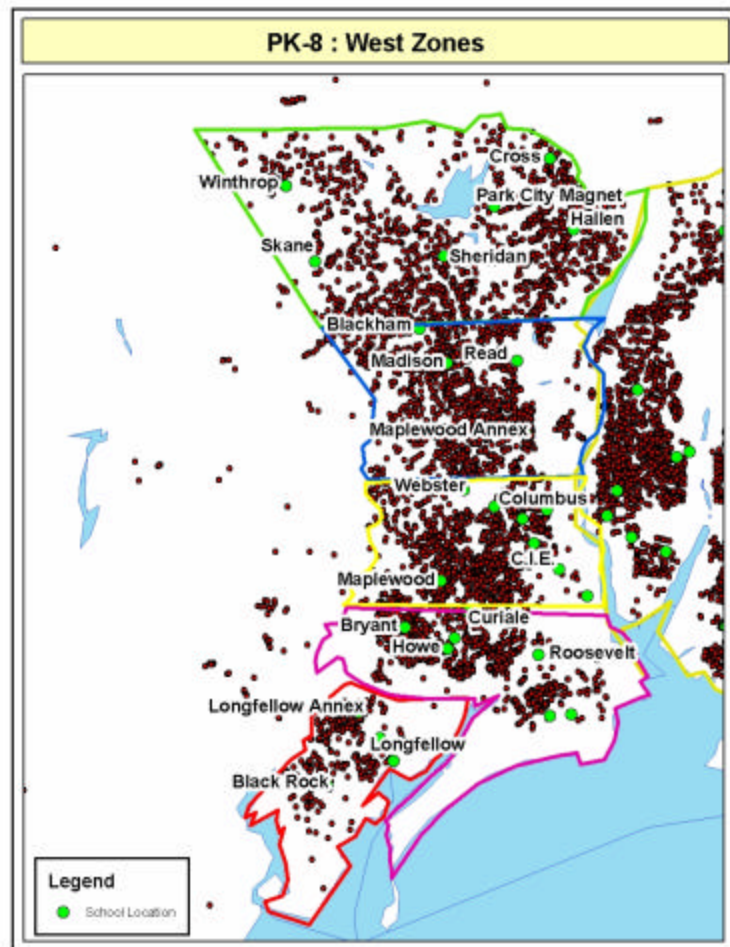 PK-8 : West Zones
Cross
Winthrop
Park City Magnet
Hallen
Skane
Sheridan
Blackham
Madison
Read
Maplewood Annex
Webster
Columbus
C.I.E.
Maplewood
Curiale
Bryant
Howe
Roosevelt
Longfellow Annex
Longfellow
Black Rock
Legend
School Location